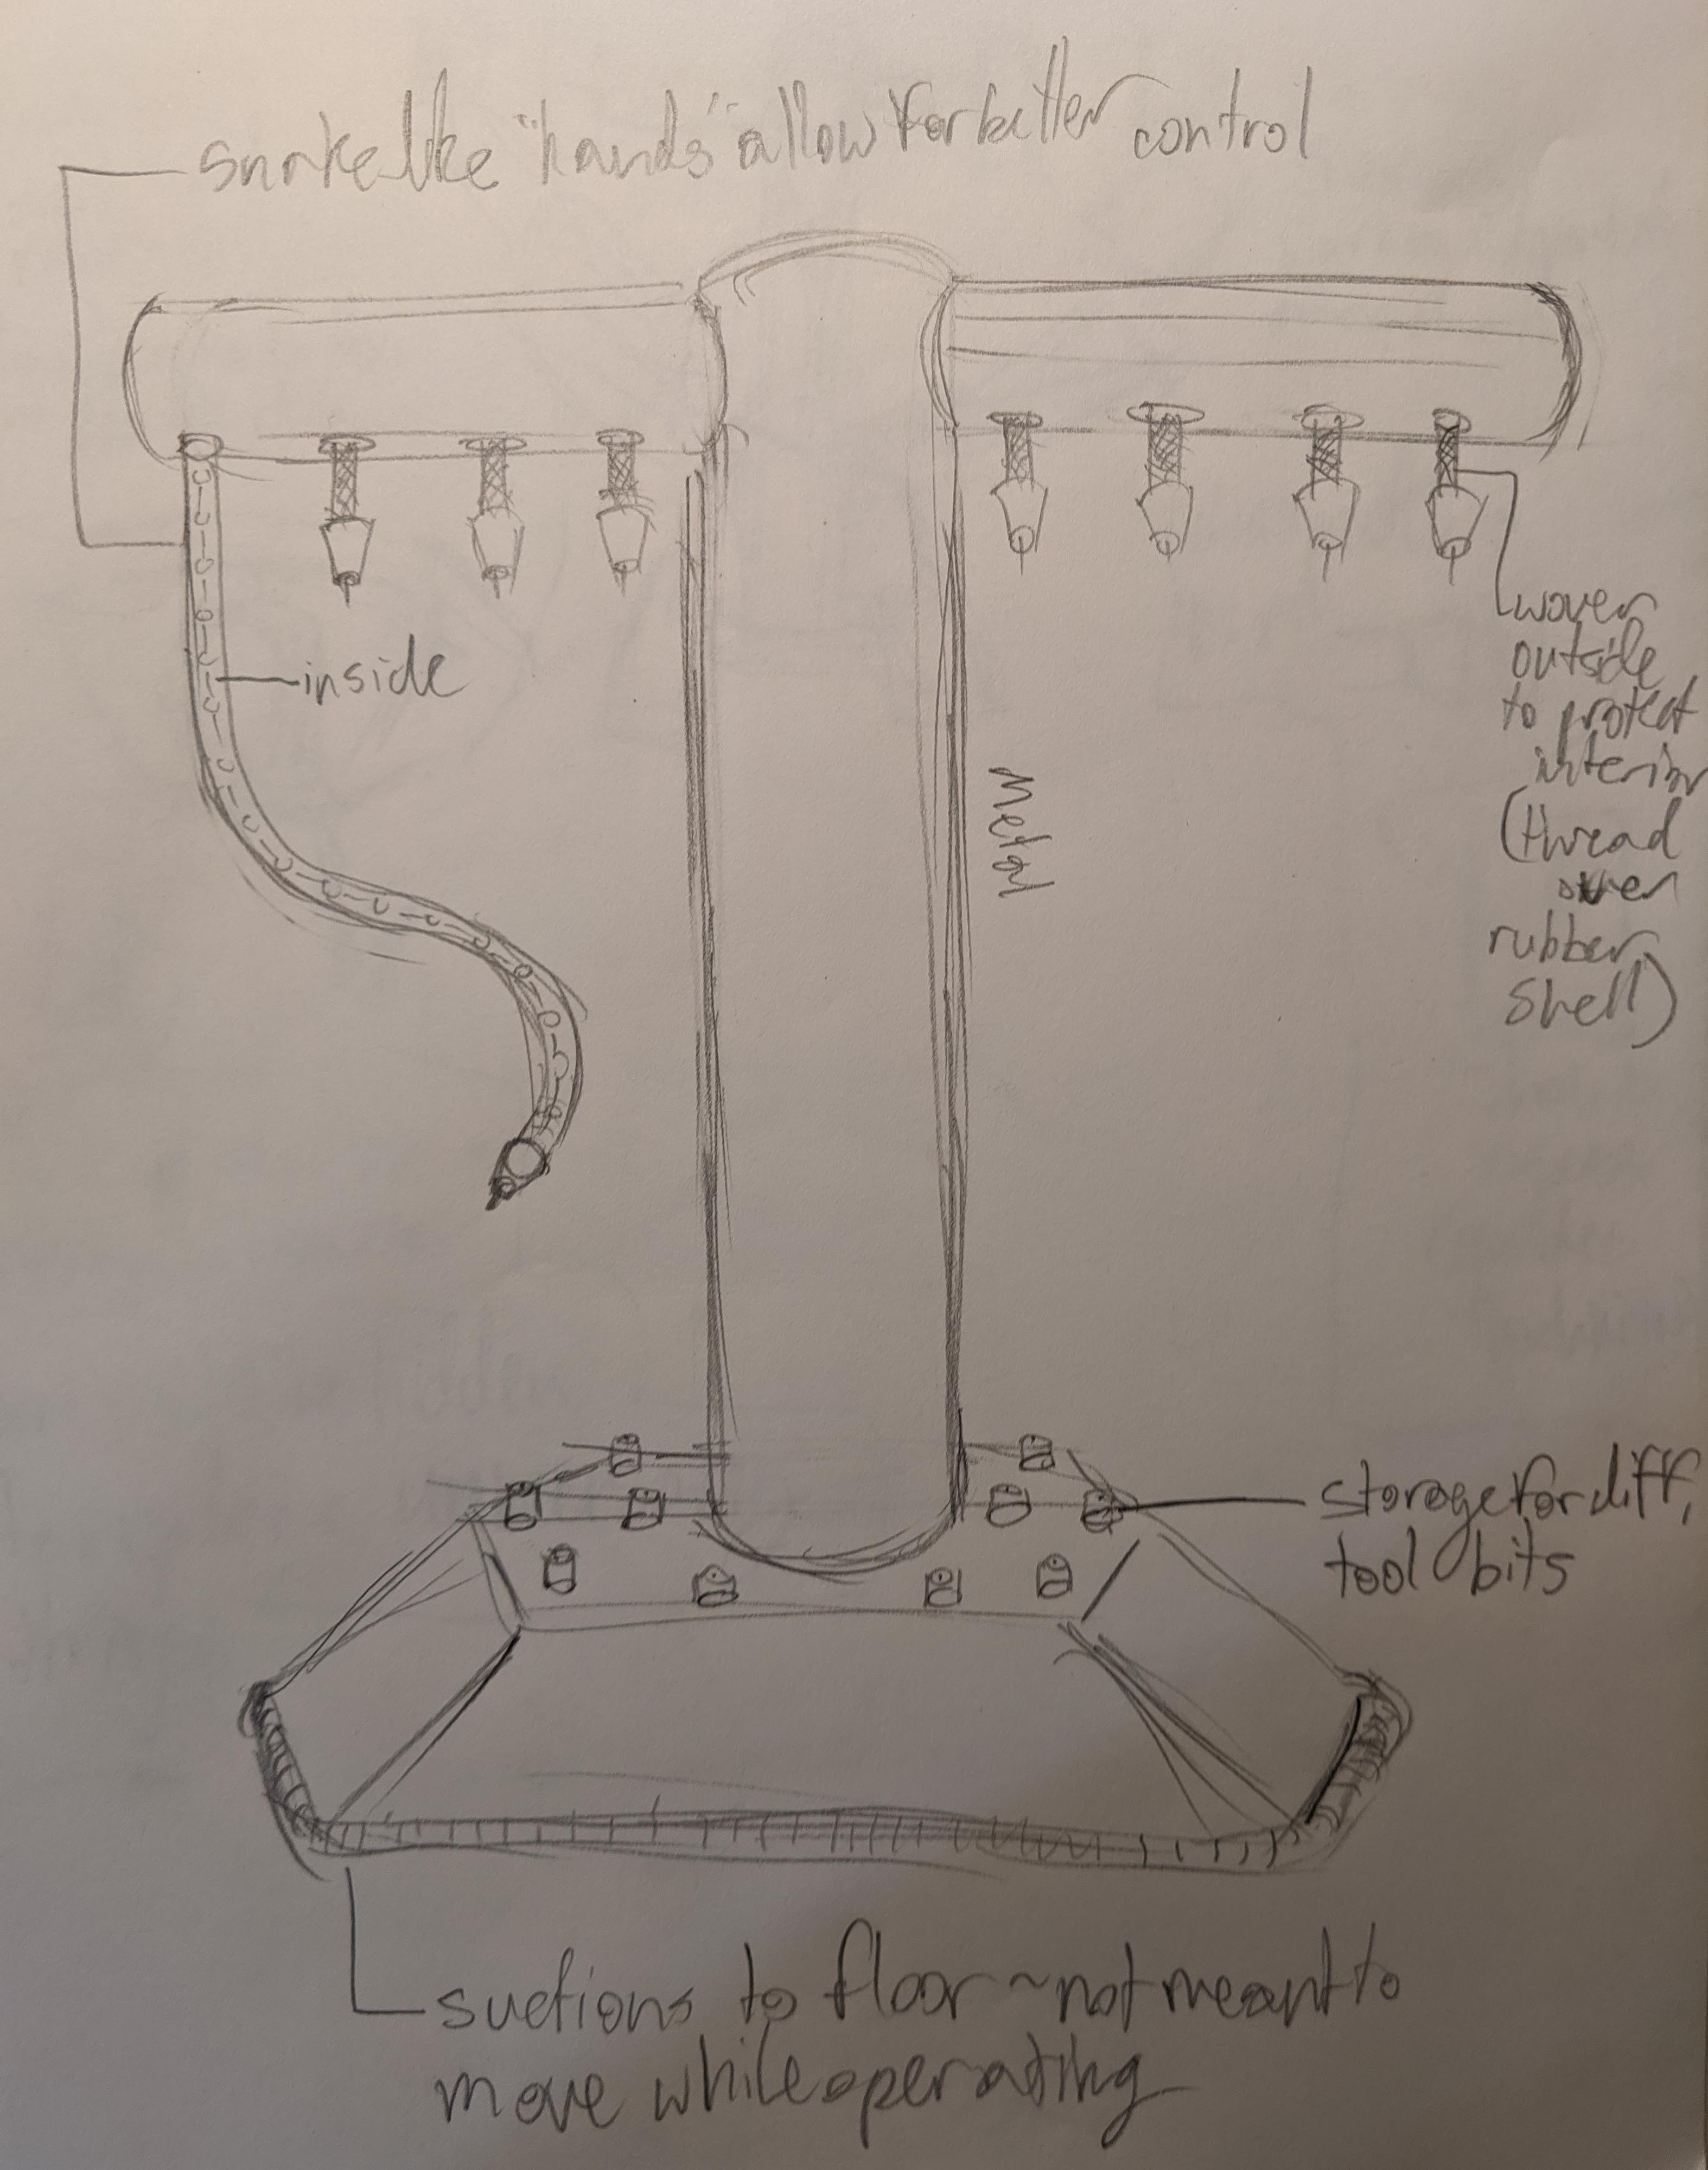 snakelike "hands" allow for better control
inside
Metal
woven
outside
to protect
interior
(thread
over
rubber
shell)
storage for diff,
tool bits
suctions to floor ~ not meant to
move while operating